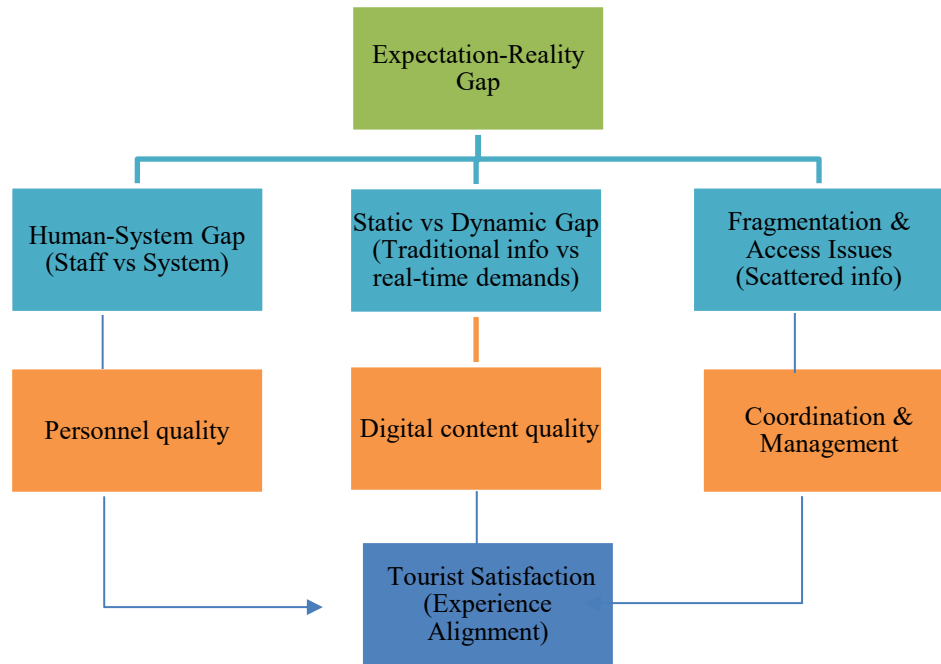 Expectation-Reality
Gap
Human-System Gap
(Staff vs System)
Static vs Dynamic Gap
(Traditional info vs
real-time demands)
Fragmentation &
Access Issues
(Scattered info)
Personnel quality
Digital content quality
Coordination &
Management
Tourist Satisfaction
(Experience
Alignment)